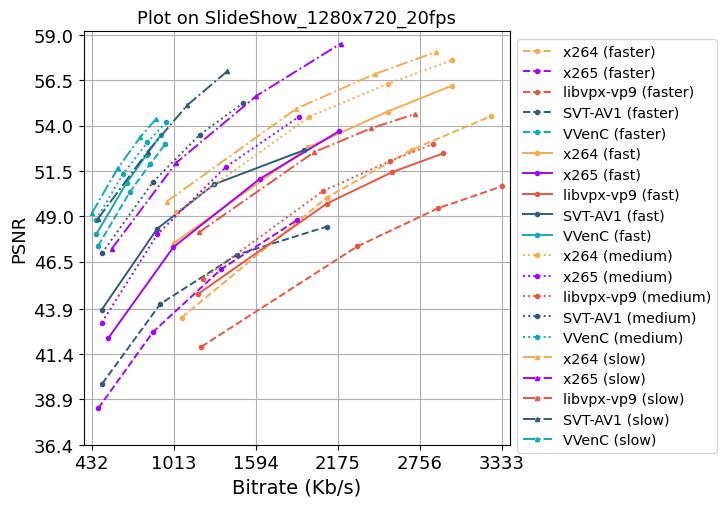 Plot on SlideShow_1280x720_20fps
PSNR
59.0
56.5
54.0
51.5
49.0
46.5
43.9
41.4
38.9
36.4
432 1013 1594 2175 2756 3333
Bitrate (Kb/s)
x264 (faster)
x265 (faster)
libvpx-vp9 (faster)
SVT-AV1 (faster)
VVenC (faster)
x264 (fast)
x265 (fast)
libvpx-vp9 (fast)
SVT-AV1 (fast)
VVenC (fast)
x264 (medium)
x265 (medium)
libvpx-vp9 (medium)
SVT-AV1 (medium)
VVenC (medium)
x264 (slow)
x265 (slow)
libvpx-vp9 (slow)
SVT-AV1 (slow)
VVenC (slow)